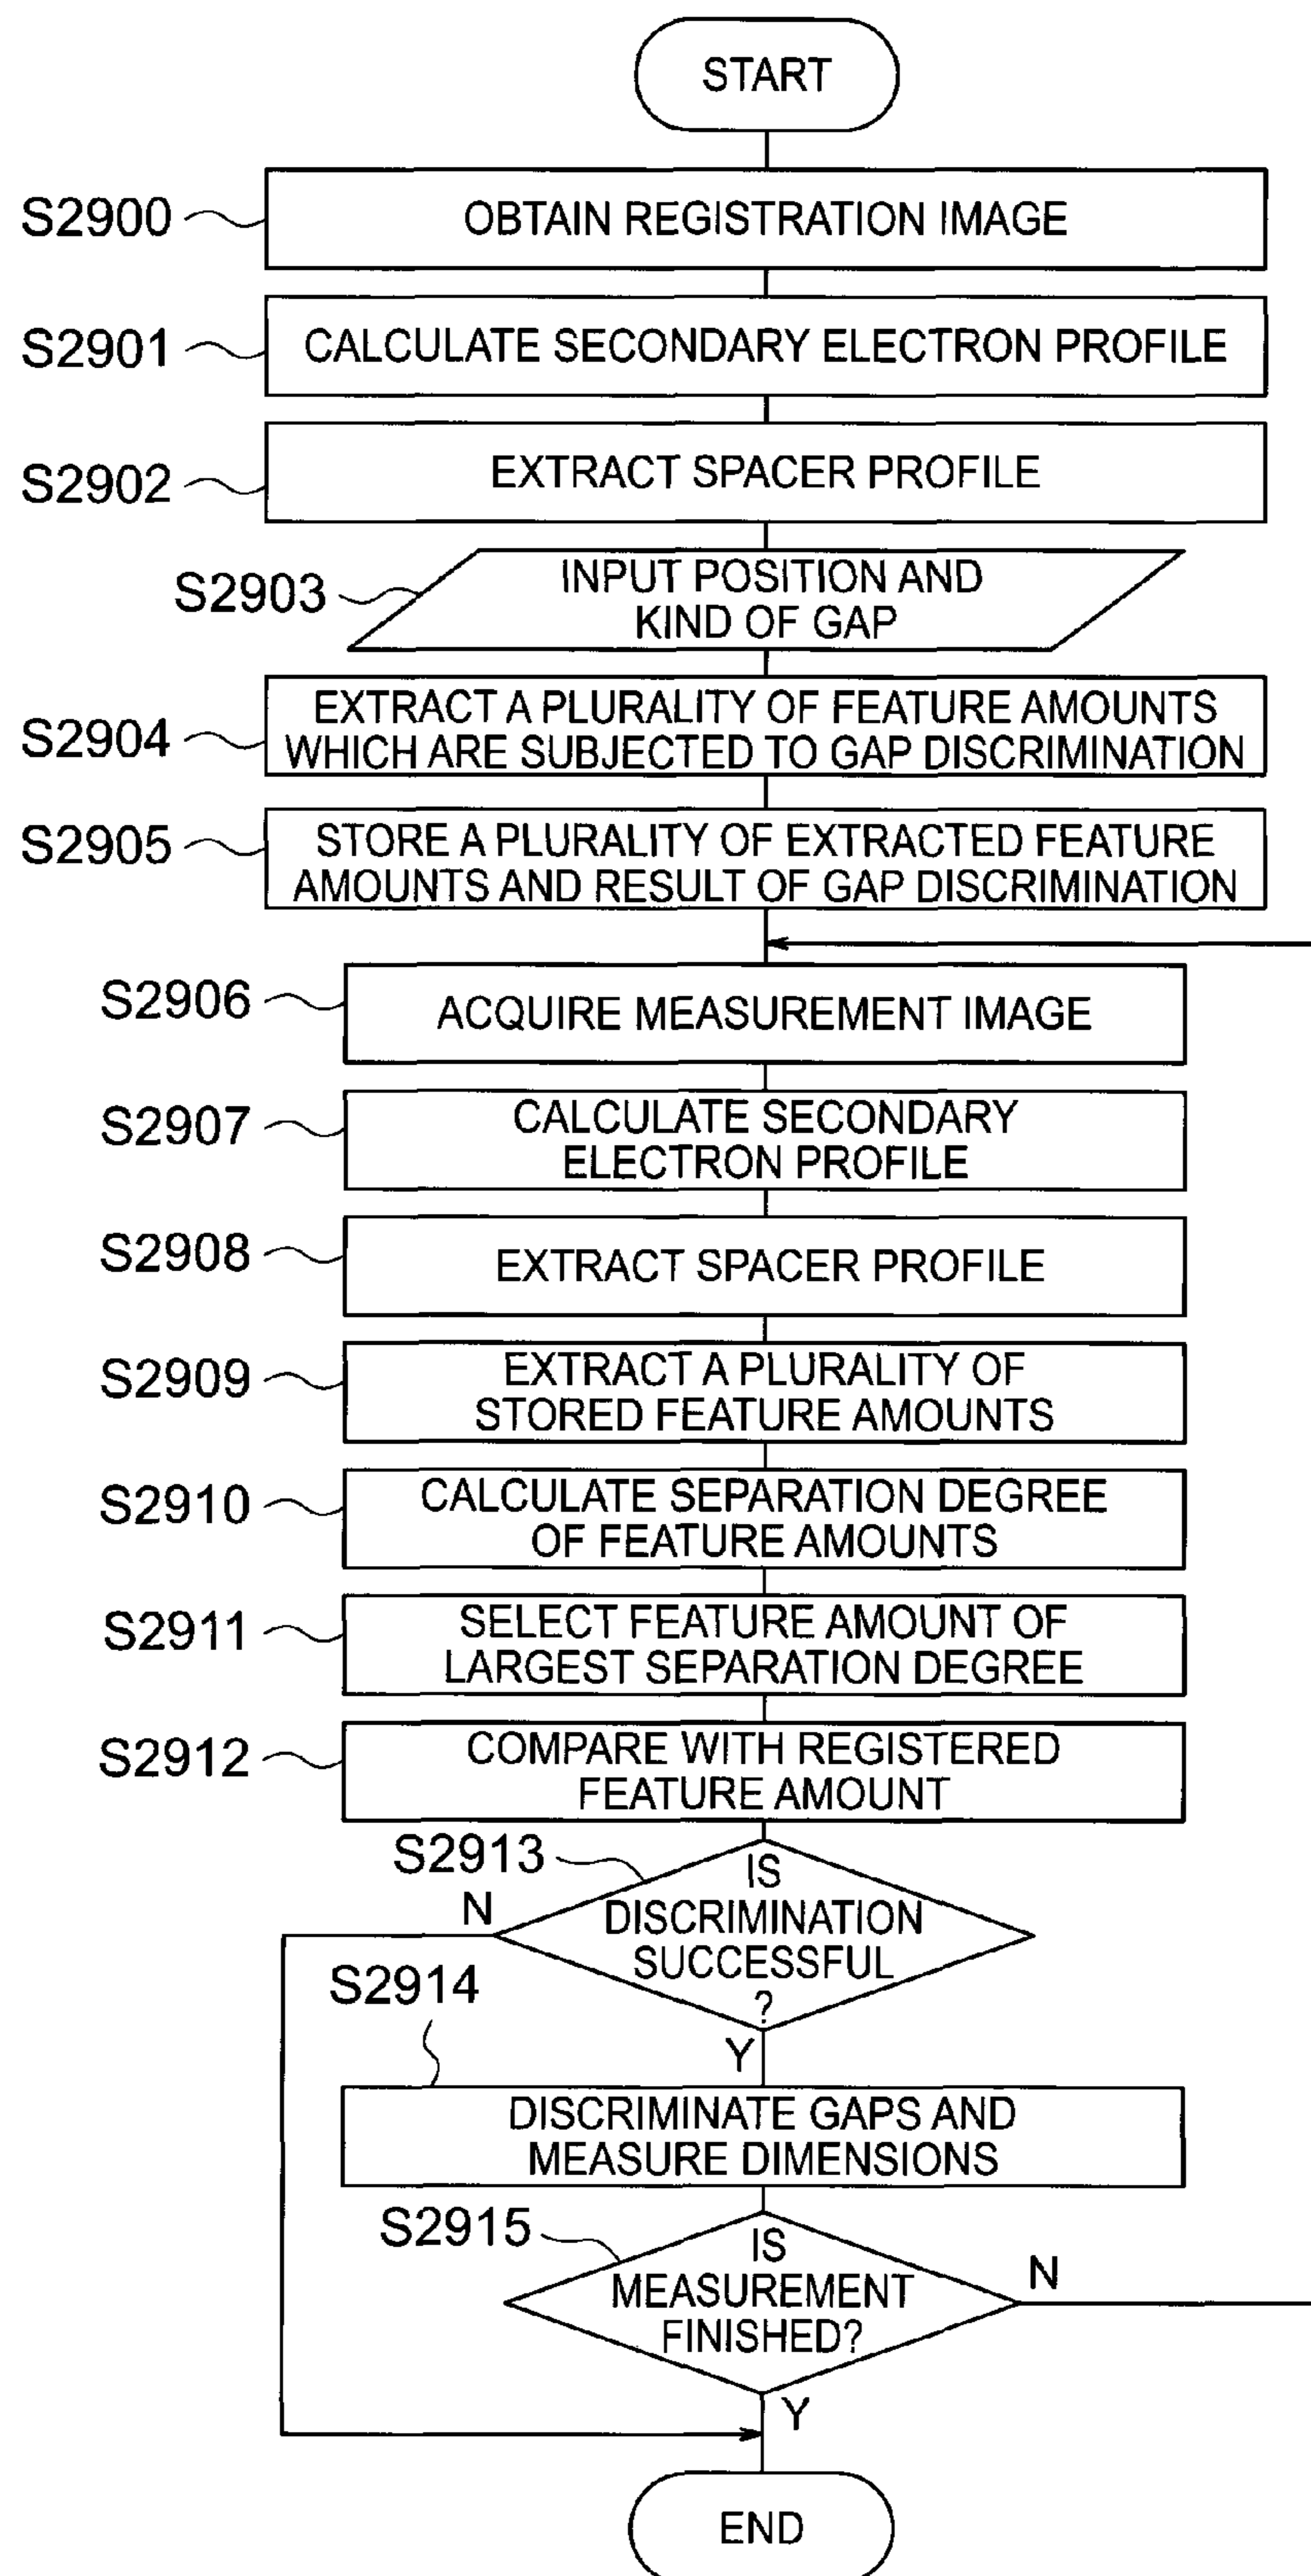 START
S2900
OBTAIN REGISTRATION IMAGE
S2901
CALCULATE SECONDARY ELECTRON PROFILE
S2902
EXTRACT SPACER PROFILE
S2903
INPUT POSITION AND
KIND OF GAP
S2904
EXTRACT A PLURALITY OF FEATURE AMOUNTS
WHICH ARE SUBJECTED TO GAP DISCRIMINATION
S2905
STORE A PLURALITY OF EXTRACTED FEATURE
AMOUNTS AND RESULT OF GAP DISCRIMINATION
S2906
ACQUIRE MEASUREMENT IMAGE
S2907
CALCULATE SECONDARY
ELECTRON PROFILE
S2908
EXTRACT SPACER PROFILE
S2909
EXTRACT A PLURALITY OF
STORED FEATURE AMOUNTS
S2910
CALCULATE SEPARATION DEGREE
OF FEATURE AMOUNTS
S2911
SELECT FEATURE AMOUNT OF
LARGEST SEPARATION DEGREE
S2912
COMPARE WITH REGISTERED
FEATURE AMOUNT
S2913
IS
DISCRIMINATION
SUCCESSFUL
?
N
Y
S2914
DISCRIMINATE GAPS AND
MEASURE DIMENSIONS
S2915
IS
MEASUREMENT
FINISHED?
N
Y
END